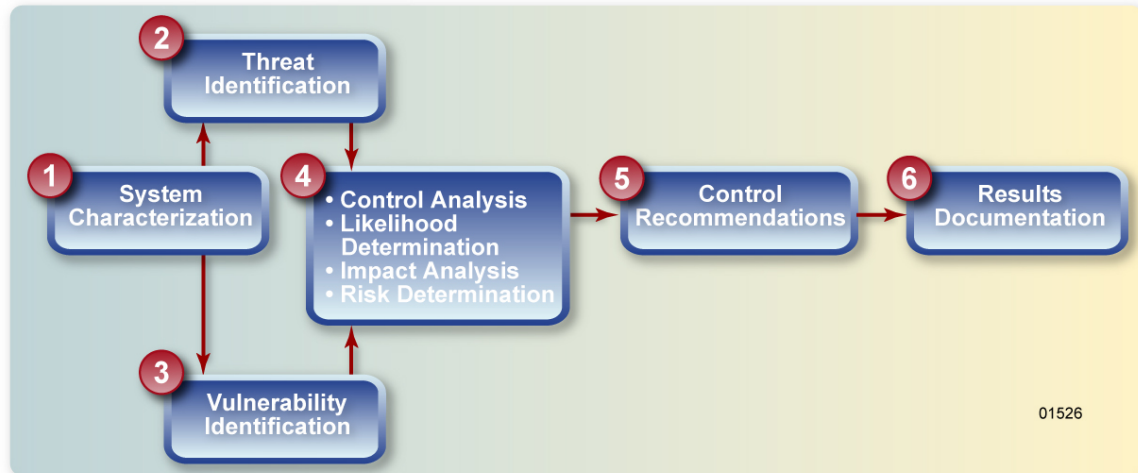 1
System
Characterization
2
Threat
Identification
3
Vulnerability
Identification
4
• Control Analysis
• Likelihood
Determination
• Impact Analysis
• Risk Determination
5
Control
Recommendations
6
Results
Documentation
01526